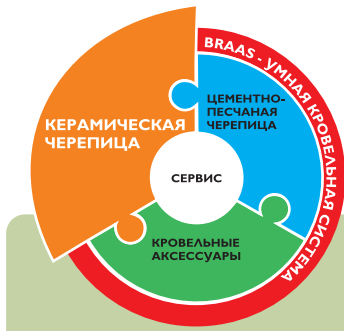 BRAAS - УМНАЯ КРОВЕЛЬНАЯ СИСТЕМА
КЕРАМИЧЕСКАЯ
ЧЕРЕПИЦА
ЦЕМЕНТНО-
ПЕСЧАНАЯ
ЧЕРЕПИЦА
СЕРВИС
КРОВЕЛЬНЫЕ
АКСЕССУАРЫ